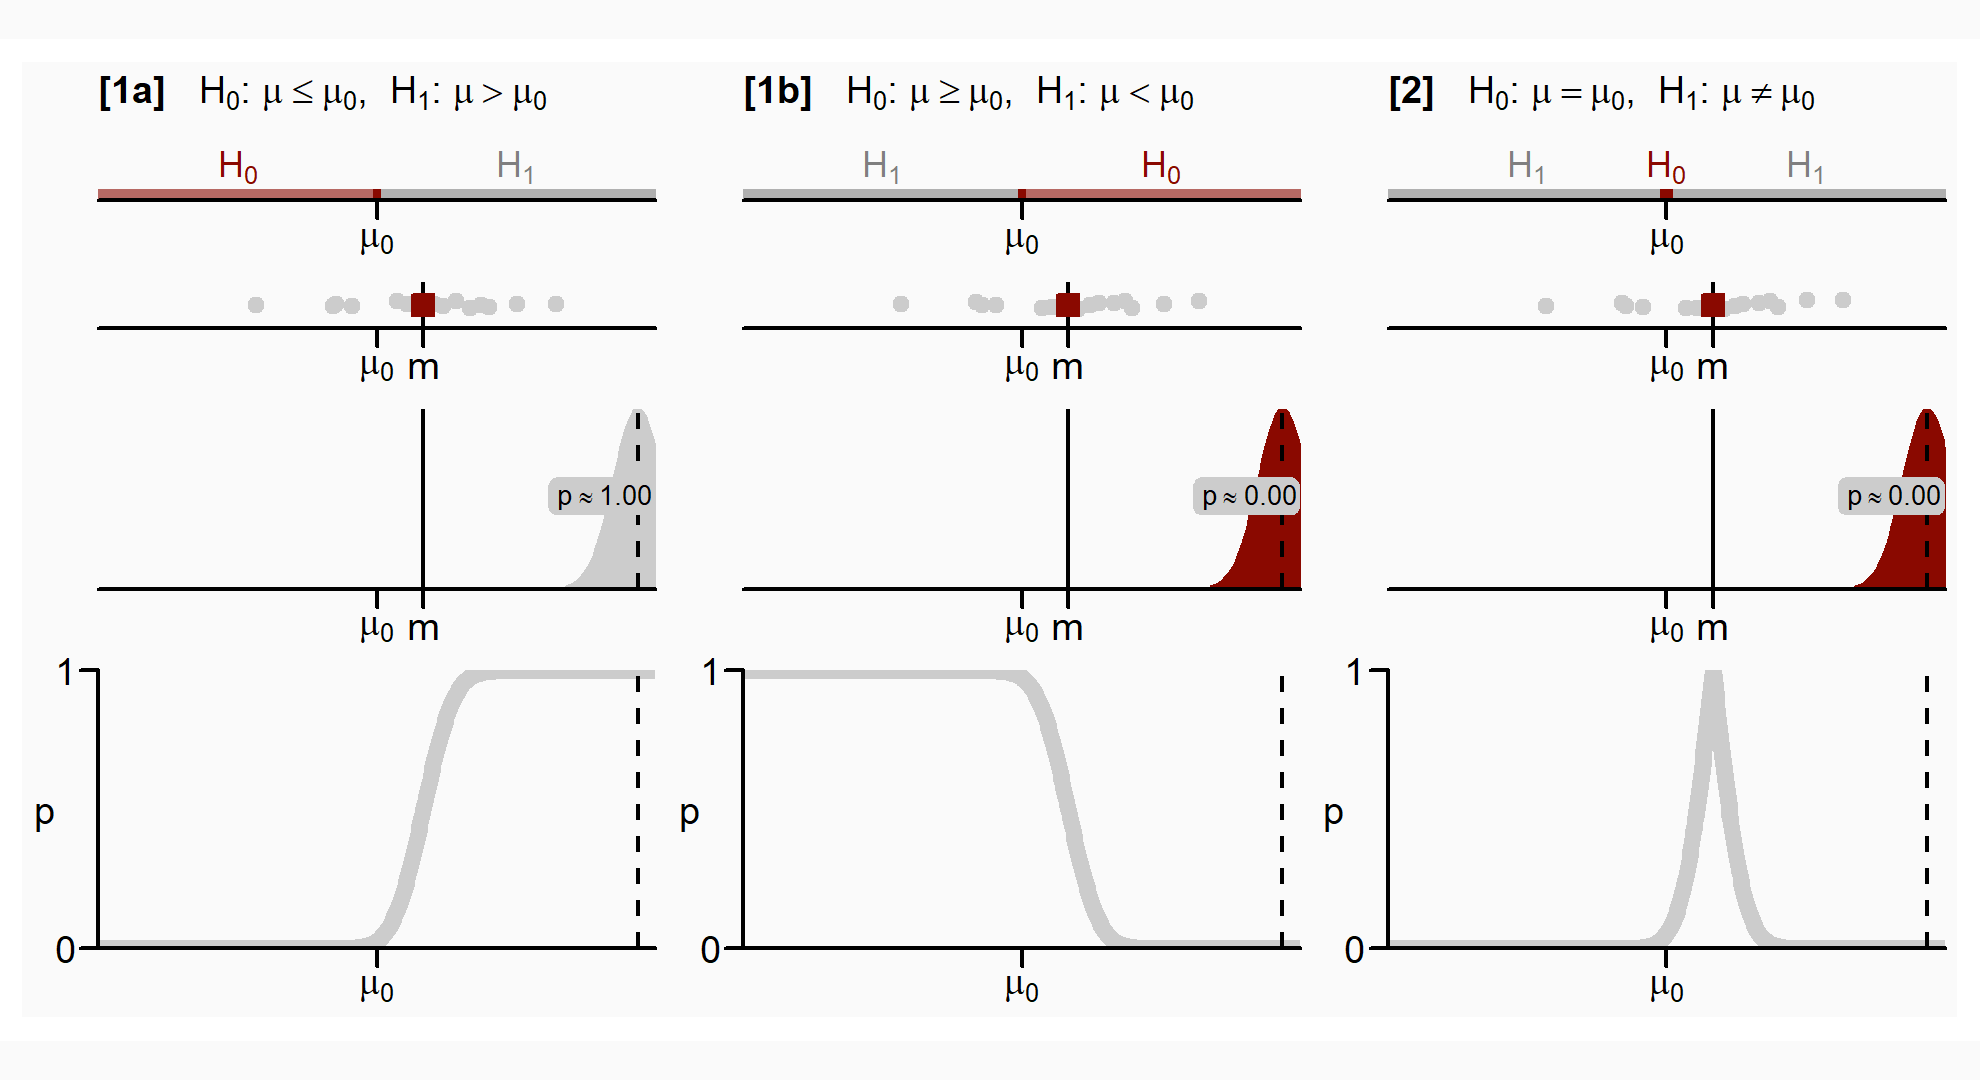 [1a] H₀: μ ≤ μ₀, H₁: μ > μ₀
H₀ H₁
μ₀
μ₀ m
p ≈ 1.00
μ₀ m
1
p
0
μ₀
[1b] H₀: μ ≥ μ₀, H₁: μ < μ₀
H₁ H₀
μ₀
μ₀ m
p ≈ 0.00
μ₀ m
1
p
0
μ₀
[2] H₀: μ = μ₀, H₁: μ ≠ μ₀
H₁ H₀ H₁
μ₀
μ₀ m
p ≈ 0.00
μ₀ m
1
p
0
μ₀